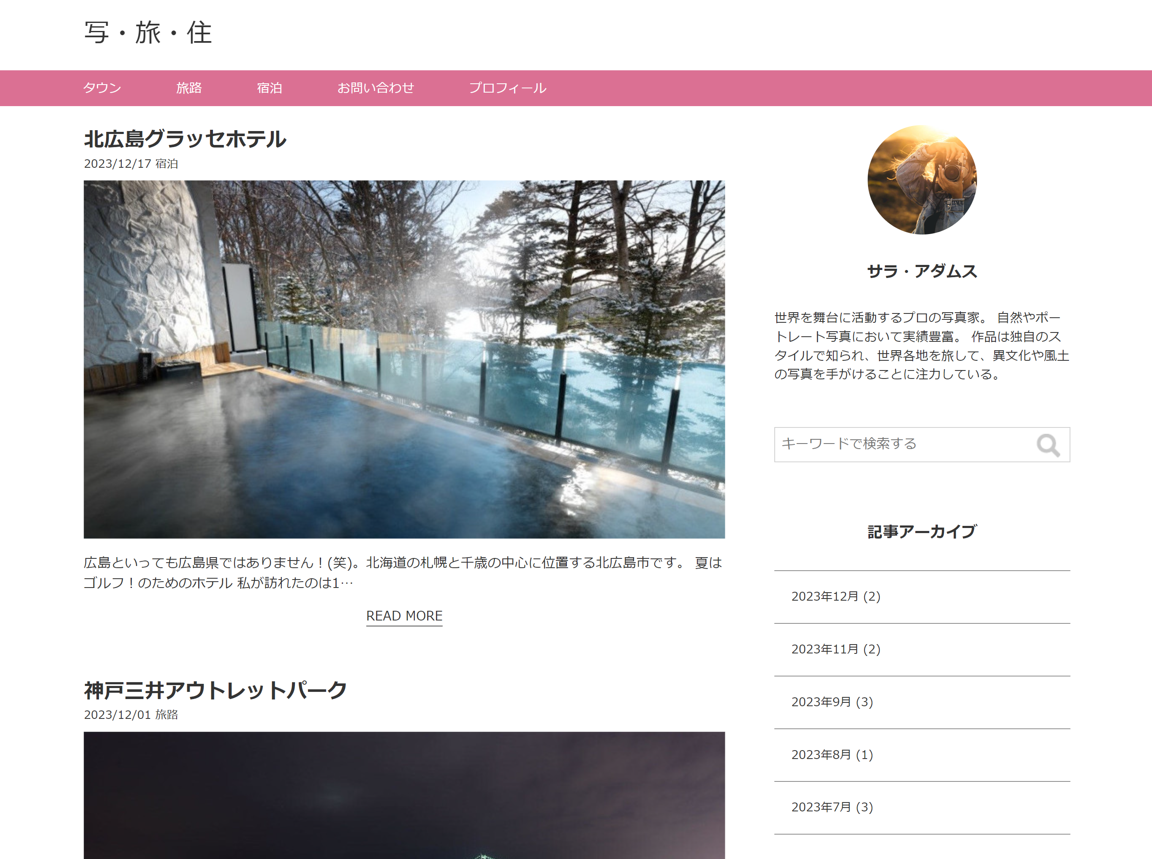 写・旅・住
タウン 旅路 宿泊 お問い合わせ プロフィール
北広島グラッセホテル
2023/12/17 宿泊
広島といっても広島県ではありません！(笑)。北海道の札幌と千歳の中心に位置する北広島市です。 夏は
ゴルフ！のためのホテル 私が訪れたのは1…
READ MORE
神戸三井アウトレットパーク
2023/12/01 旅路
サラ・アダムス
世界を舞台に活動するプロの写真家。 自然やポー
トレート写真において実績豊富。 作品は独自のス
タイルで知られ、世界各地を旅して、異文化や風土
の写真を手がけることに注力している。
キーワードで検索する
記事アーカイブ
2023年12月 (2)
2023年11月 (2)
2023年9月 (3)
2023年8月 (1)
2023年7月 (3)